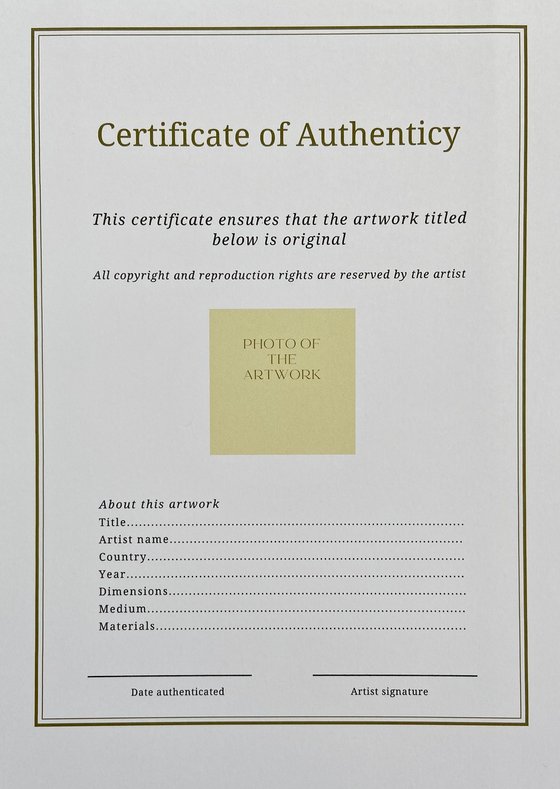 Certificate of Authenticy
This certificate ensures that the artwork titled
below is original
All copyright and reproduction rights are reserved by the artist
PHOTO OF
THE
ARTWORK
About this artwork
Title....................................................................................
Artist name.........................................................................
Country...............................................................................
Year.....................................................................................
Dimensions.........................................................................
Medium...............................................................................
Materials.............................................................................
Date authenticated Artist signature